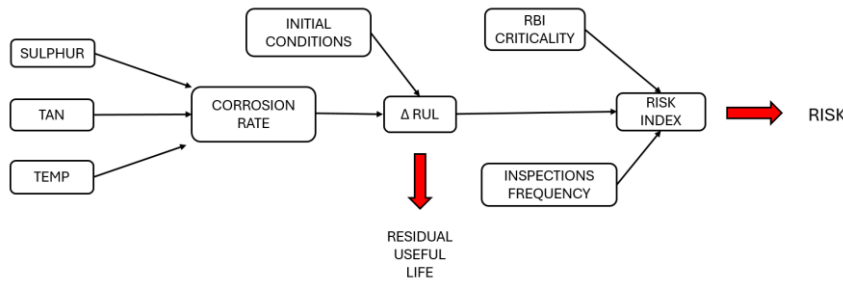 INITIAL
CONDITIONS
RBI
CRITICALITY
SULPHUR
TAN
TEMP
CORROSION
RATE
Δ RUL
RISK
INDEX
RISK
INSPECTIONS
FREQUENCY
RESIDUAL
USEFUL
LIFE